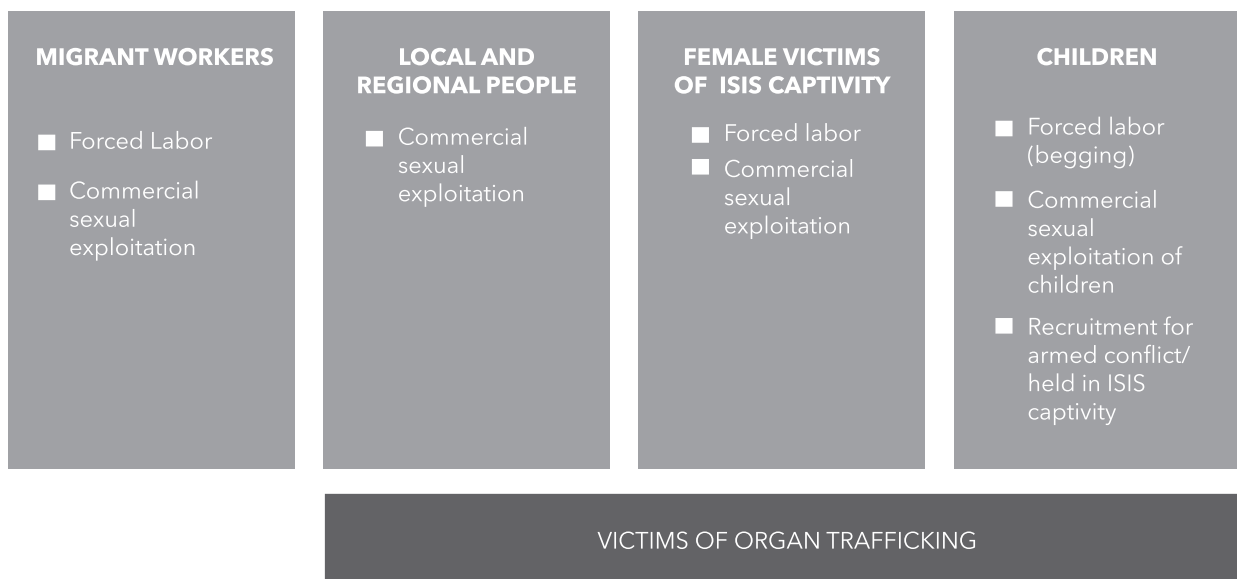 MIGRANT WORKERS
Forced Labor
Commercial
sexual
exploitation
LOCAL AND
REGIONAL PEOPLE
Commercial
sexual
exploitation
FEMALE VICTIMS
OF ISIS CAPTIVITY
Forced labor
Commercial
sexual
exploitation
CHILDREN
Forced labor
(begging)
Commercial
sexual
exploitation of
children
Recruitment for
armed conflict/
held in ISIS
captivity
VICTIMS OF ORGAN TRAFFICKING